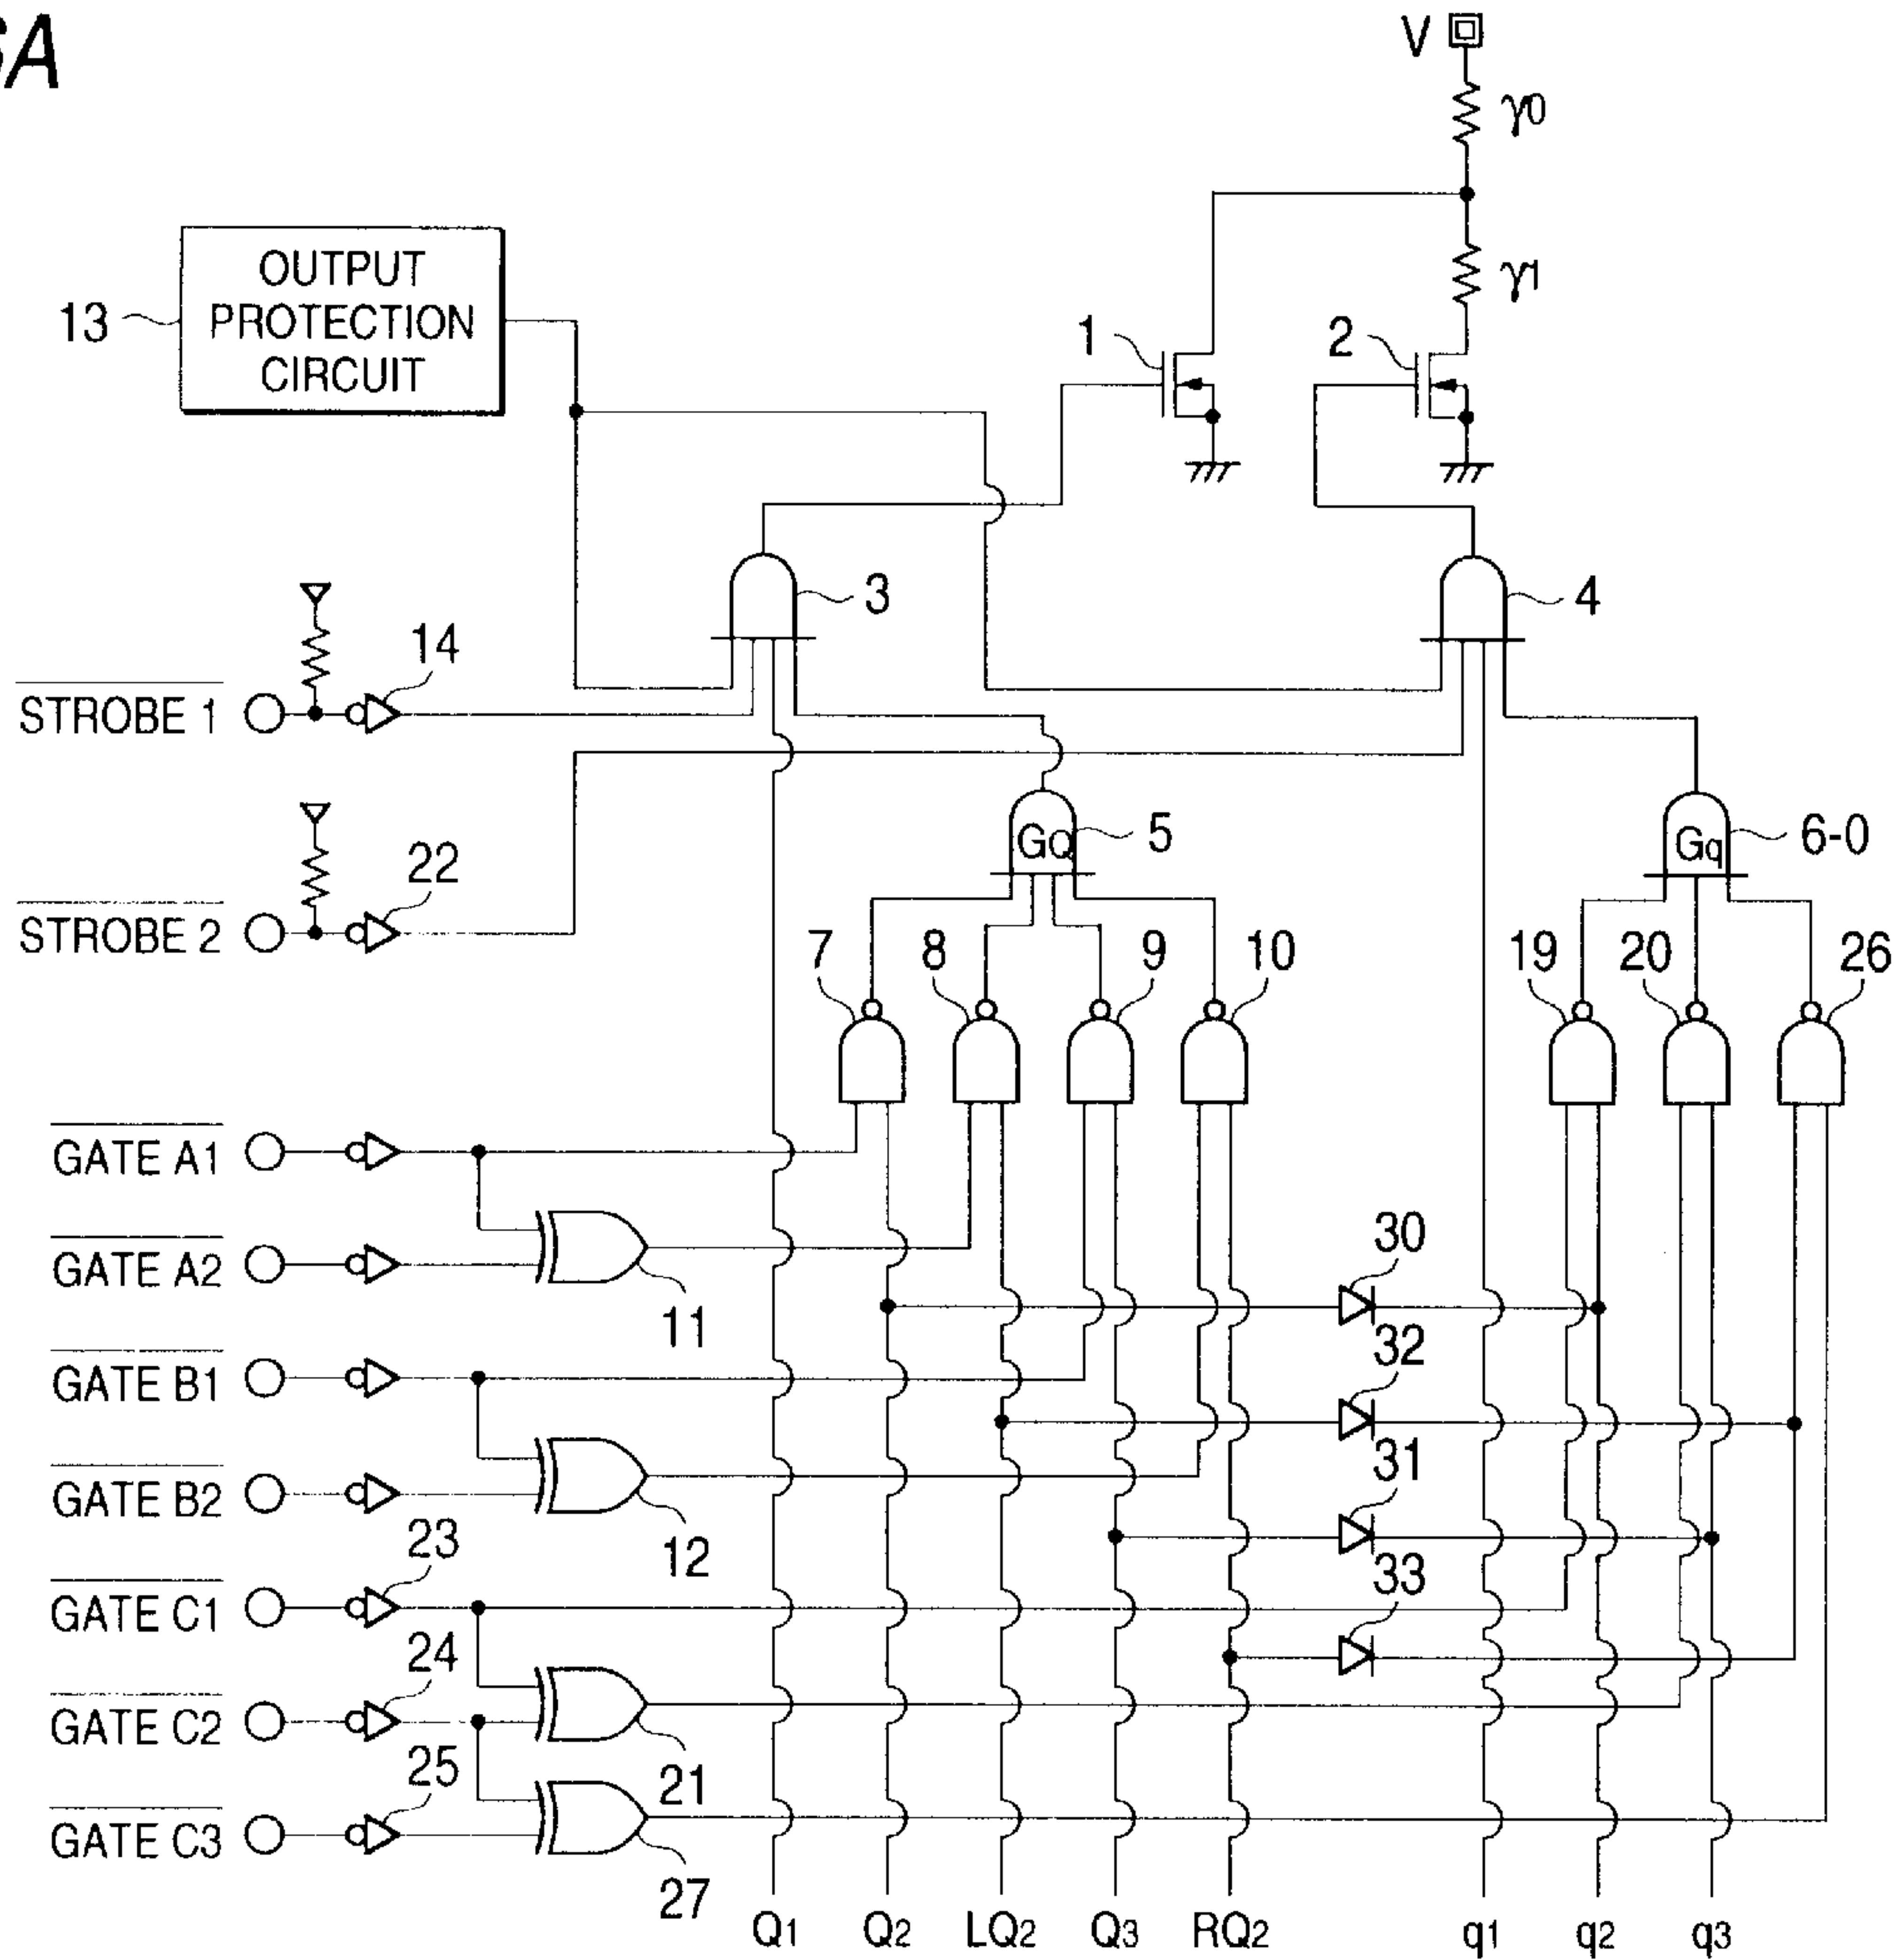 6A
V
γ0
γ1
OUTPUT
PROTECTION
CIRCUIT
13
1
2
3
4
14
STROBE 1
5
GQ
6-0
Gq
22
STROBE 2
7
8
9
10
19
20
26
GATE A1
GATE A2
11
30
32
GATE B1
31
GATE B2
12
33
23
GATE C1
24
GATE C2
21
25
GATE C3
27
Q1
Q2
LQ2
Q3
RQ2
q1
q2
q3